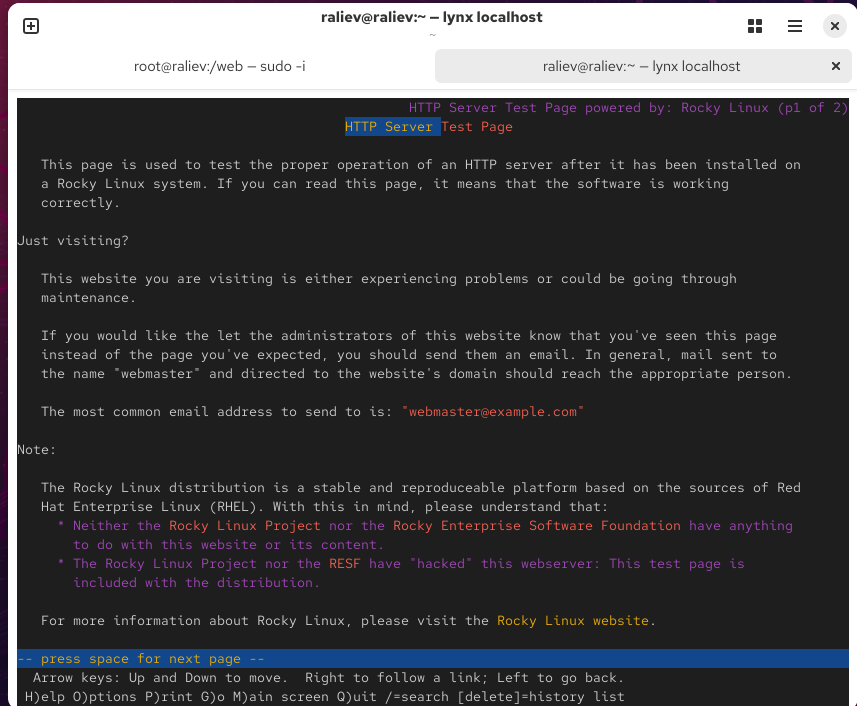 raliev@raliev:~ — lynx localhost
~
root@raliev:/web — sudo -i
raliev@raliev:~ — lynx localhost
HTTP Server Test Page powered by: Rocky Linux (p1 of 2)
HTTP Server Test Page
This page is used to test the proper operation of an HTTP server after it has been installed on
a Rocky Linux system. If you can read this page, it means that the software is working
correctly.
Just visiting?
This website you are visiting is either experiencing problems or could be going through
maintenance.
If you would like the let the administrators of this website know that you've seen this page
instead of the page you've expected, you should send them an email. In general, mail sent to
the name "webmaster" and directed to the website's domain should reach the appropriate person.
The most common email address to send to is: "webmaster@example.com"
Note:
The Rocky Linux distribution is a stable and reproduceable platform based on the sources of Red
Hat Enterprise Linux (RHEL). With this in mind, please understand that:
* Neither the Rocky Linux Project nor the Rocky Enterprise Software Foundation have anything
to do with this website or its content.
* The Rocky Linux Project nor the RESF have "hacked" this webserver: This test page is
included with the distribution.
For more information about Rocky Linux, please visit the Rocky Linux website.
-- press space for next page --
Arrow keys: Up and Down to move.  Right to follow a link; Left to go back.
H)elp O)ptions P)rint G)o M)ain screen Q)uit /=search [delete]=history list